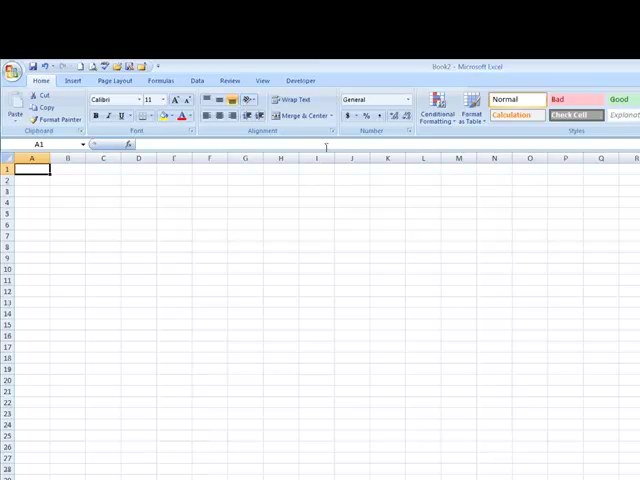 Book2 - Microsoft Excel
Home Insert Page Layout Formulas Data Review View Developer
Cut
Copy
Format Painter
Paste
Clipboard
Calibri 11
B I U
Font
Wrap Text
Merge & Center
Alignment
General
$ % ,
Number
Conditional Formatting
Format as Table
Normal Bad Good
Calculation Check Cell Explanat
Styles
A1 fx
A B C D E F G H I J K L M N O P Q R
1
2
3
4
5
6
7
8
9
10
11
12
13
14
15
16
17
18
19
20
21
22
23
24
25
26
27
28